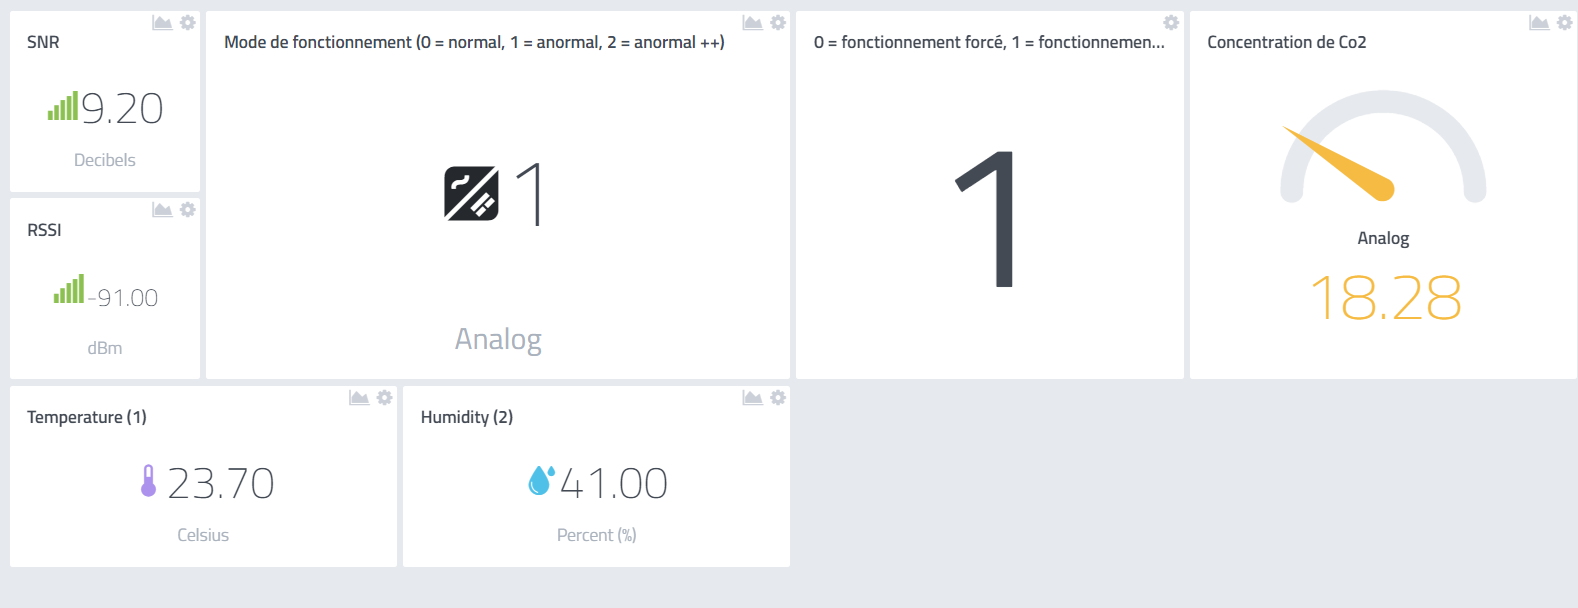 SNR
9.20
Decibels
RSSI
-91.00
dBm
Mode de fonctionnement (0 = normal, 1 = anormal, 2 = anormal ++)
1
Analog
0 = fonctionnement forcé, 1 = fonctionnemen...
1
Concentration de Co2
Analog
18.28
Temperature (1)
23.70
Celsius
Humidity (2)
41.00
Percent (%)